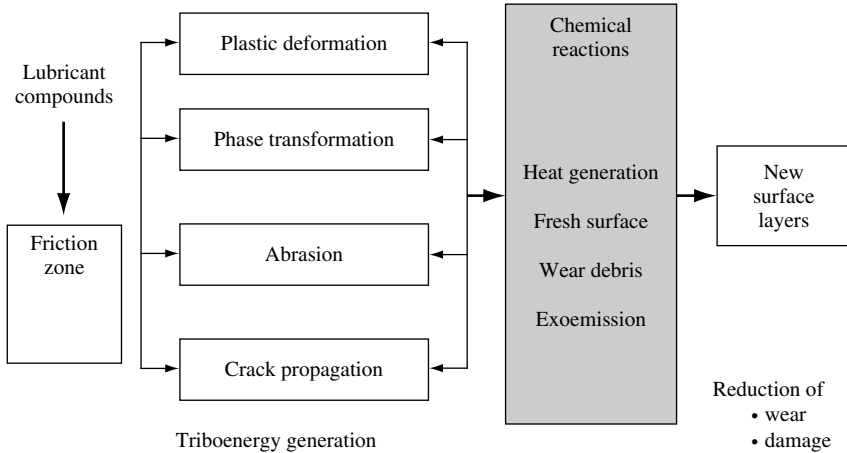 Lubricant
compounds
Friction
zone
Plastic deformation
Phase transformation
Abrasion
Crack propagation
Triboenergy generation
Chemical
reactions
Heat generation
Fresh surface
Wear debris
Exoemission
New
surface
layers
Reduction of
• wear
• damage